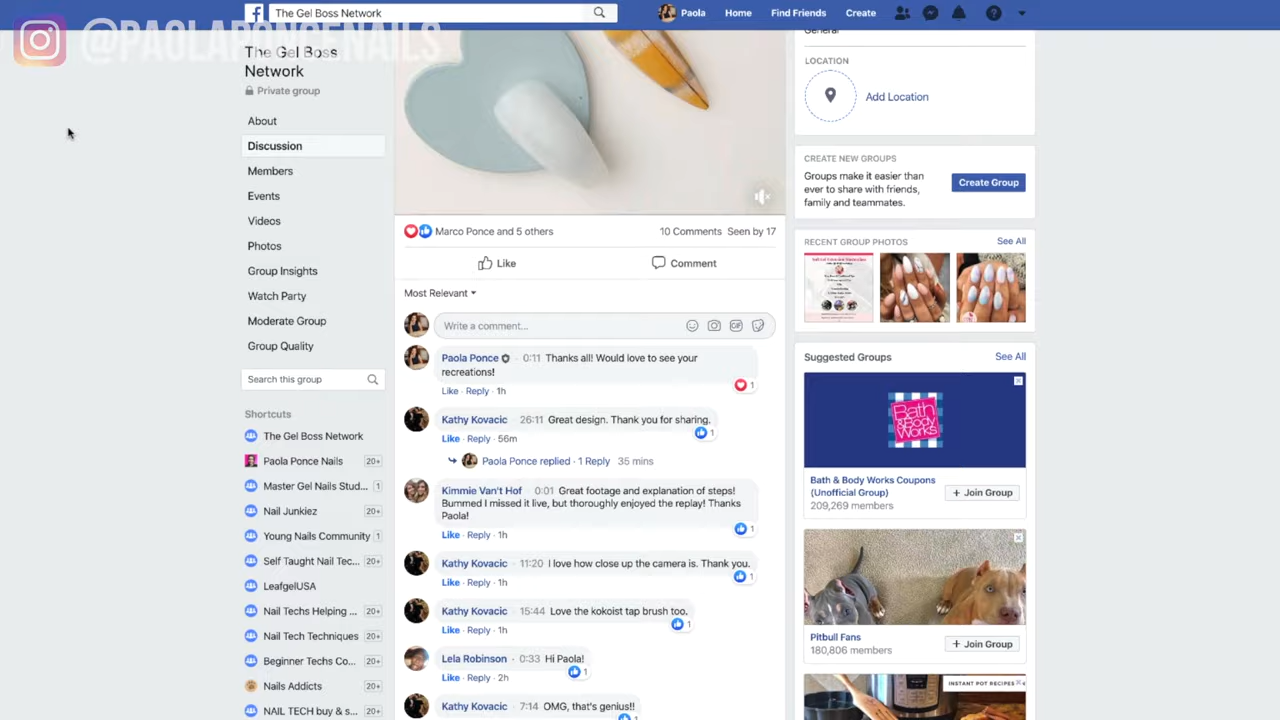 The Gel Boss Network
Paola
Home
Find Friends
Create
@PAOLAPONCENAILS
The Gel Boss
Network
Private group
About
Discussion
Members
Events
Videos
Photos
Group Insights
Watch Party
Moderate Group
Group Quality
Search this group
Shortcuts
The Gel Boss Network
Paola Ponce Nails 20+
Master Gel Nails Stud... 1
Nail Junkiez 20+
Young Nails Community 1
Self Taught Nail Tec... 20+
LeafgelUSA
Nail Techs Helping ... 20+
Nail Tech Techniques 20+
Beginner Techs Co... 20+
Nails Addicts 20+
NAIL TECH buy & s... 20+
Marco Ponce and 5 others
10 Comments Seen by 17
Like
Comment
Most Relevant
Write a comment...
GIF
Paola Ponce · 0:11 Thanks all! Would love to see your
recreations!
1
Like · Reply · 1h
Kathy Kovacic 26:11 Great design. Thank you for sharing.
1
Like · Reply · 56m
Paola Ponce replied · 1 Reply 35 mins
Kimmie Van't Hof 0:01 Great footage and explanation of steps!
Bummed I missed it live, but thoroughly enjoyed the replay! Thanks
Paola!
1
Like · Reply · 1h
Kathy Kovacic 11:20 I love how close up the camera is. Thank you.
1
Like · Reply · 1h
Kathy Kovacic 15:44 Love the kokoist tap brush too.
1
Like · Reply · 1h
Lela Robinson · 0:33 Hi Paola!
1
Like · Reply · 2h
Kathy Kovacic 7:14 OMG, that's genius!!
1
General
LOCATION
Add Location
CREATE NEW GROUPS
Groups make it easier than
ever to share with friends,
family and teammates.
Create Group
RECENT GROUP PHOTOS
See All
Suggested Groups
See All
Bath
& Body
Works
Bath & Body Works Coupons
(Unofficial Group)
209,269 members
+ Join Group
Pitbull Fans
180,806 members
+ Join Group
INSTANT POT RECIPES